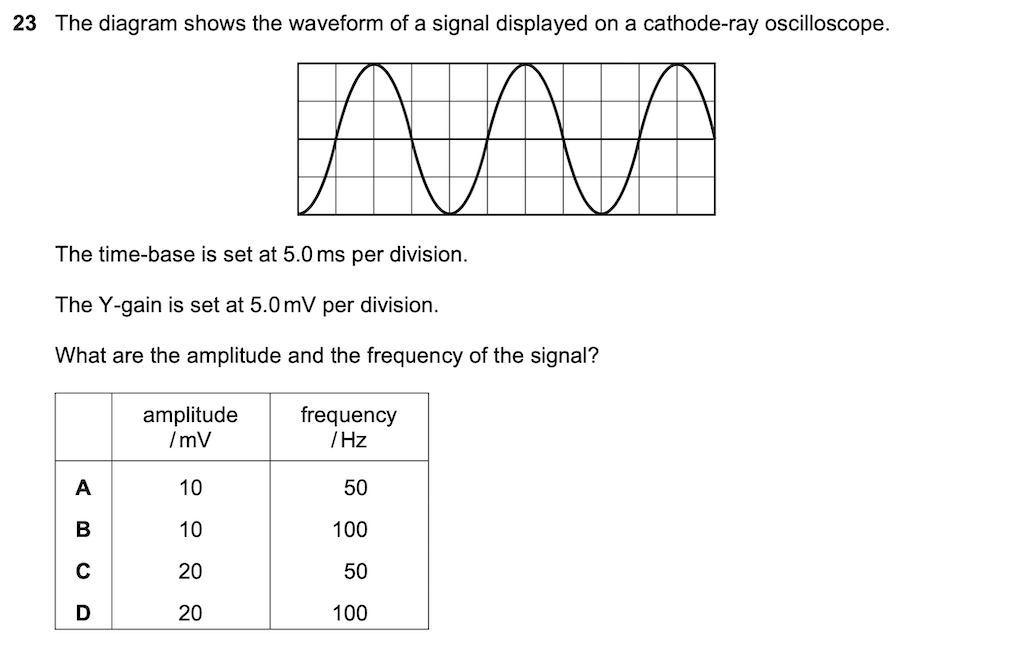 23 The diagram shows the waveform of a signal displayed on a cathode-ray oscilloscope.
The time-base is set at 5.0 ms per division.
The Y-gain is set at 5.0 mV per division.
What are the amplitude and the frequency of the signal?
amplitude frequency
/ mV / Hz
A 10 50
B 10 100
C 20 50
D 20 100